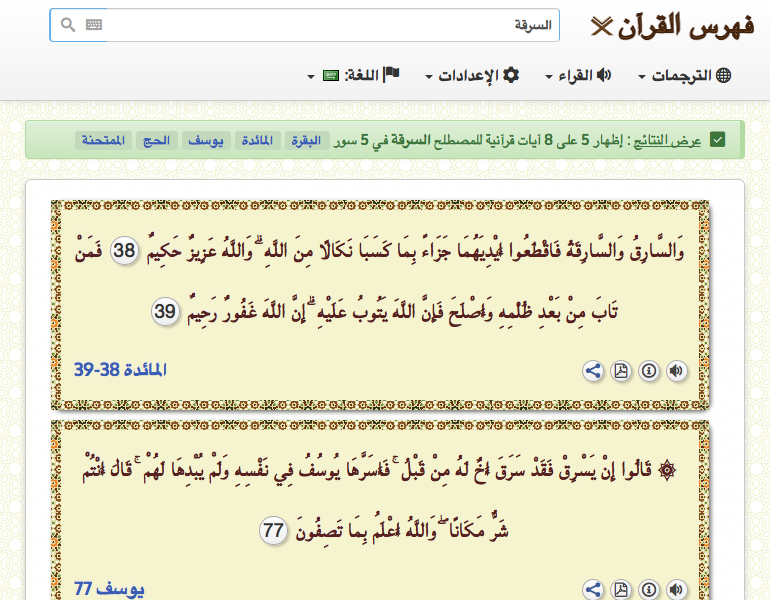 فهرس القرآن
السرقة
الترجمات القراء الإعدادات اللغة:
عرض النتائج : إظهار 5 على 8 آيات قرآنية للمصطلح السرقة في 5 سور البقرة المائدة يوسف الحج الممتحنة
وَالسَّارِقُ وَالسَّارِقَةُ فَاقْطَعُوا أَيْدِيَهُمَا جَزَاءً بِمَا كَسَبَا نَكَالًا مِنَ اللَّهِ ۗ وَاللَّهُ عَزِيزٌ حَكِيمٌ 38 فَمَنْ
تَابَ مِنْ بَعْدِ ظُلْمِهِ وَأَصْلَحَ فَإِنَّ اللَّهَ يَتُوبُ عَلَيْهِ ۗ إِنَّ اللَّهَ غَفُورٌ رَحِيمٌ 39
المائدة 38-39
۞ قَالُوا إِنْ يَسْرِقْ فَقَدْ سَرَقَ أَخٌ لَهُ مِنْ قَبْلُ ۚ فَأَسَرَّهَا يُوسُفُ فِي نَفْسِهِ وَلَمْ يُبْدِهَا لَهُمْ ۚ قَالَ أَنْتُمْ
شَرٌّ مَكَانًا ۖ وَاللَّهُ أَعْلَمُ بِمَا تَصِفُونَ 77
يوسف 77